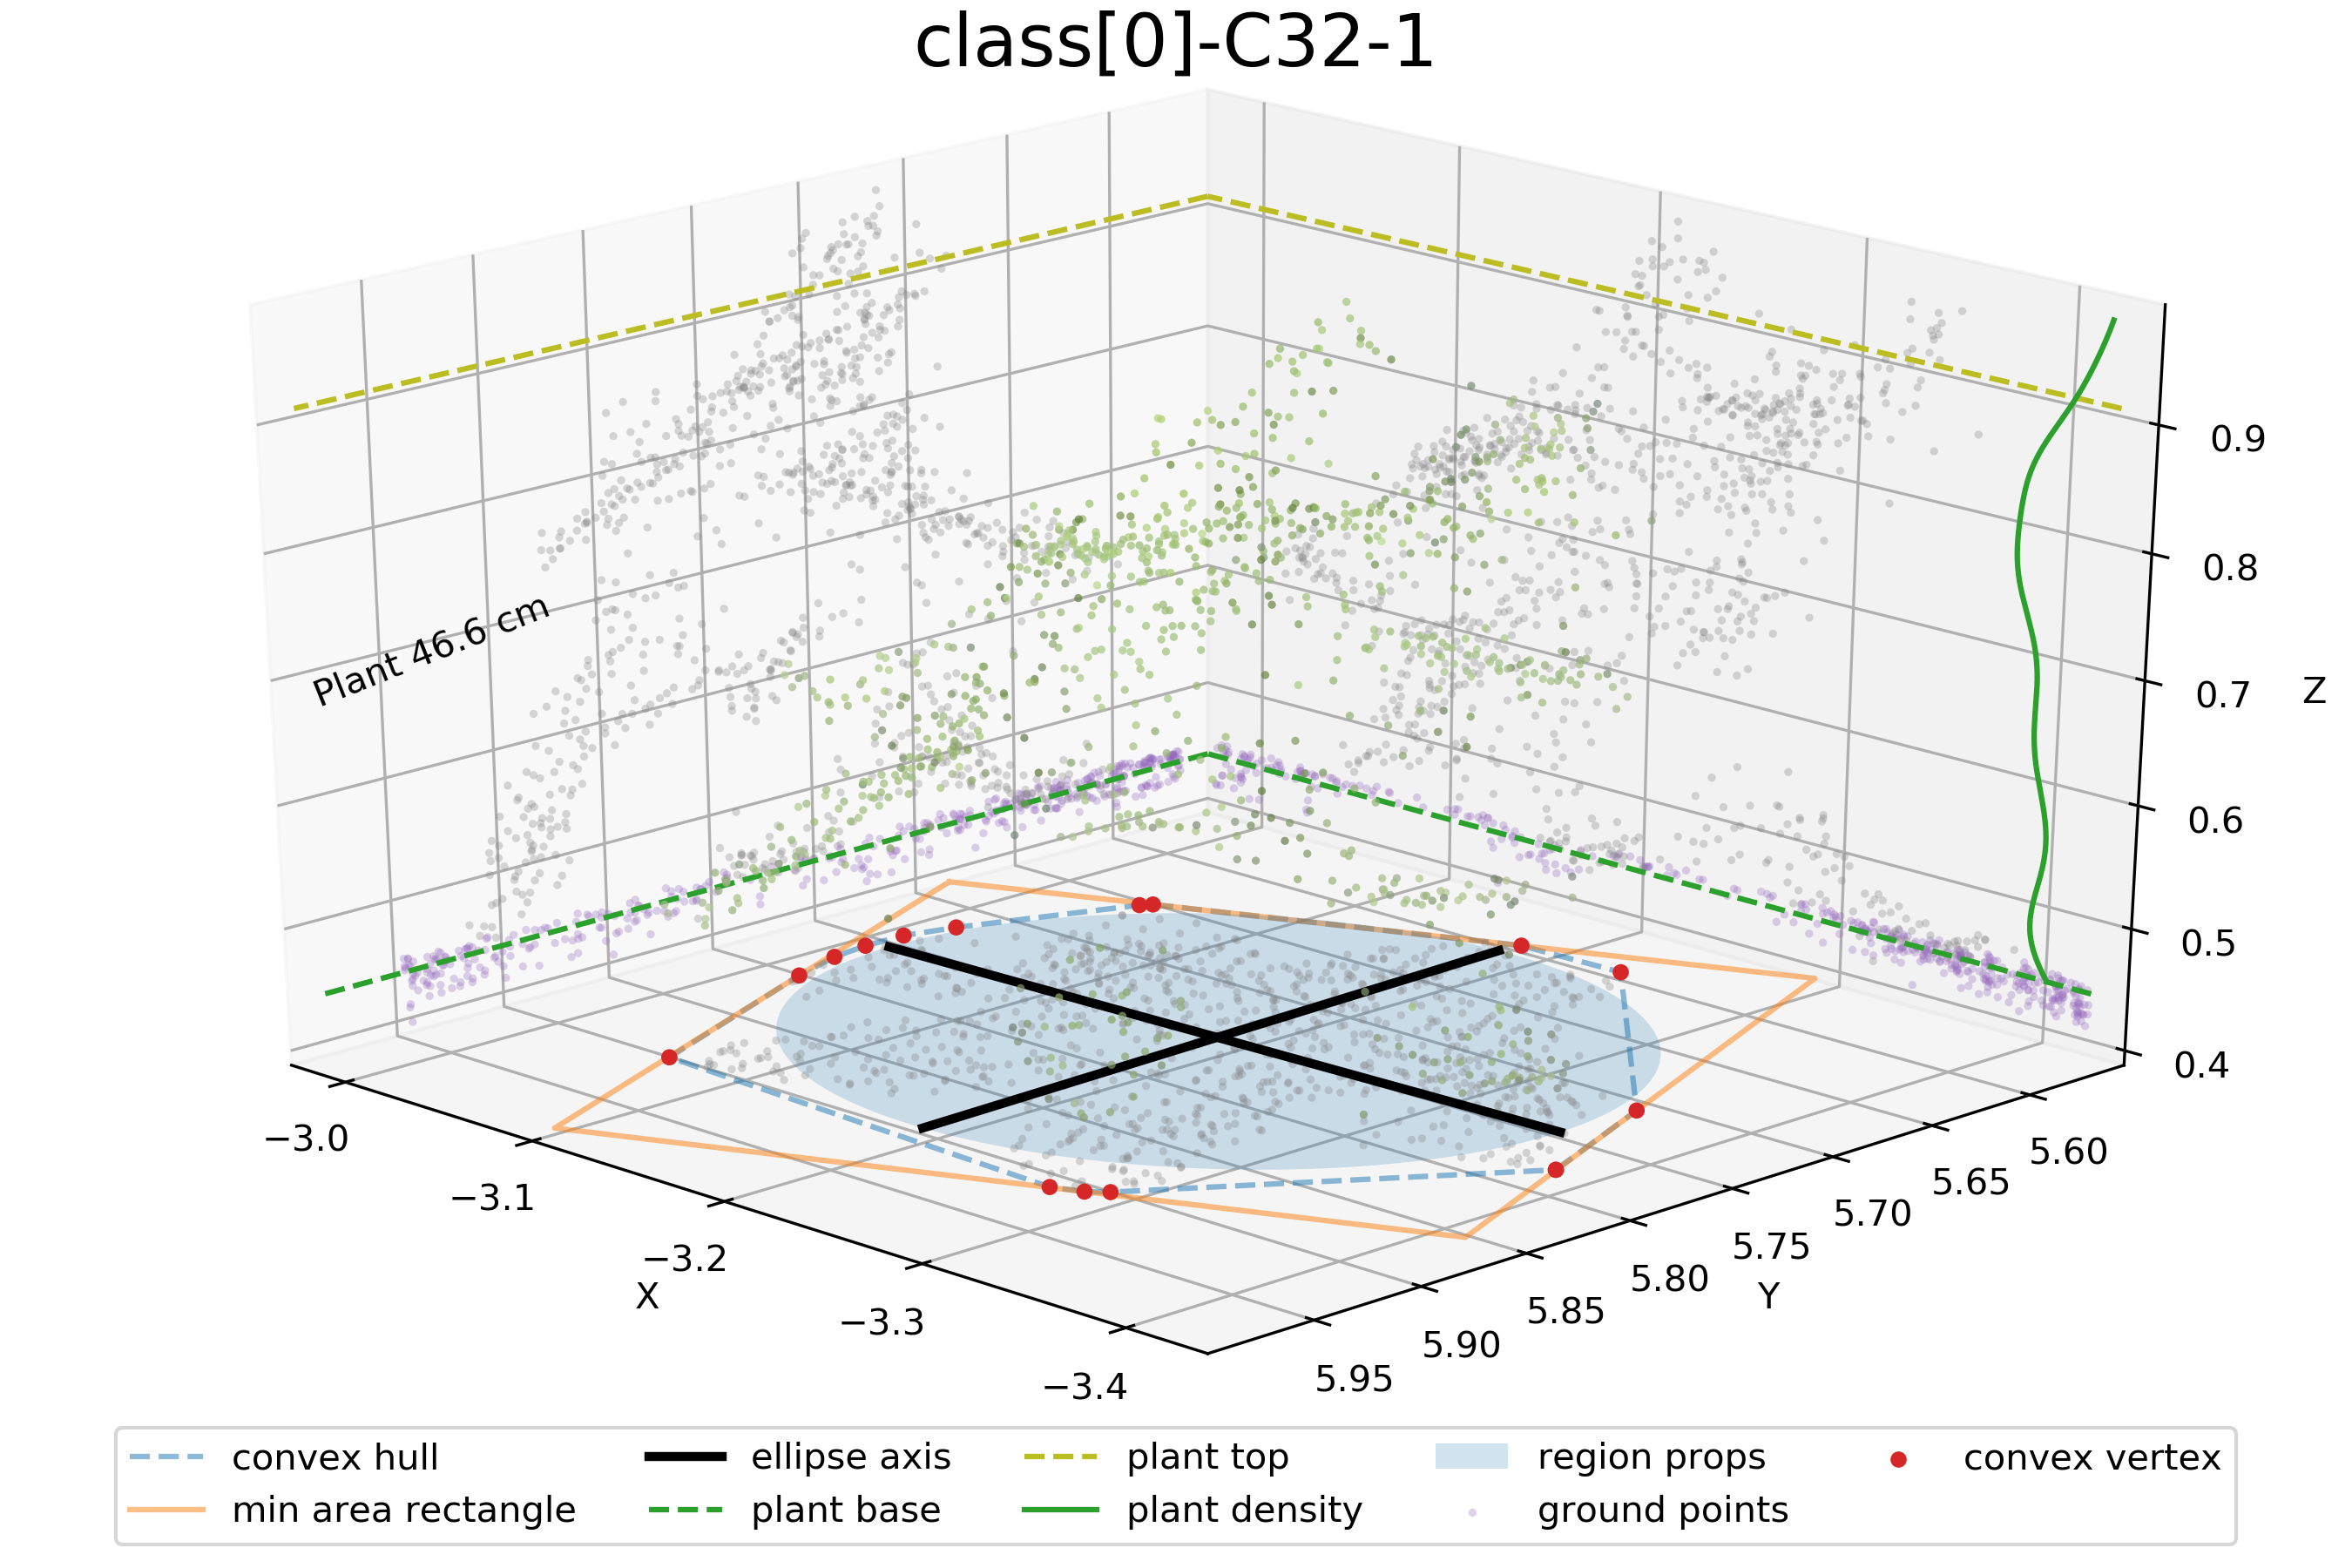 class[0]-C32-1
Plant 46.6 cm
0.9
0.8
0.7
0.6
0.5
0.4
Z
−3.0
−3.1
−3.2
−3.3
−3.4
X
5.60
5.65
5.70
5.75
5.80
5.85
5.90
5.95
Y
convex hull
min area rectangle
ellipse axis
plant base
plant top
plant density
region props
ground points
convex vertex